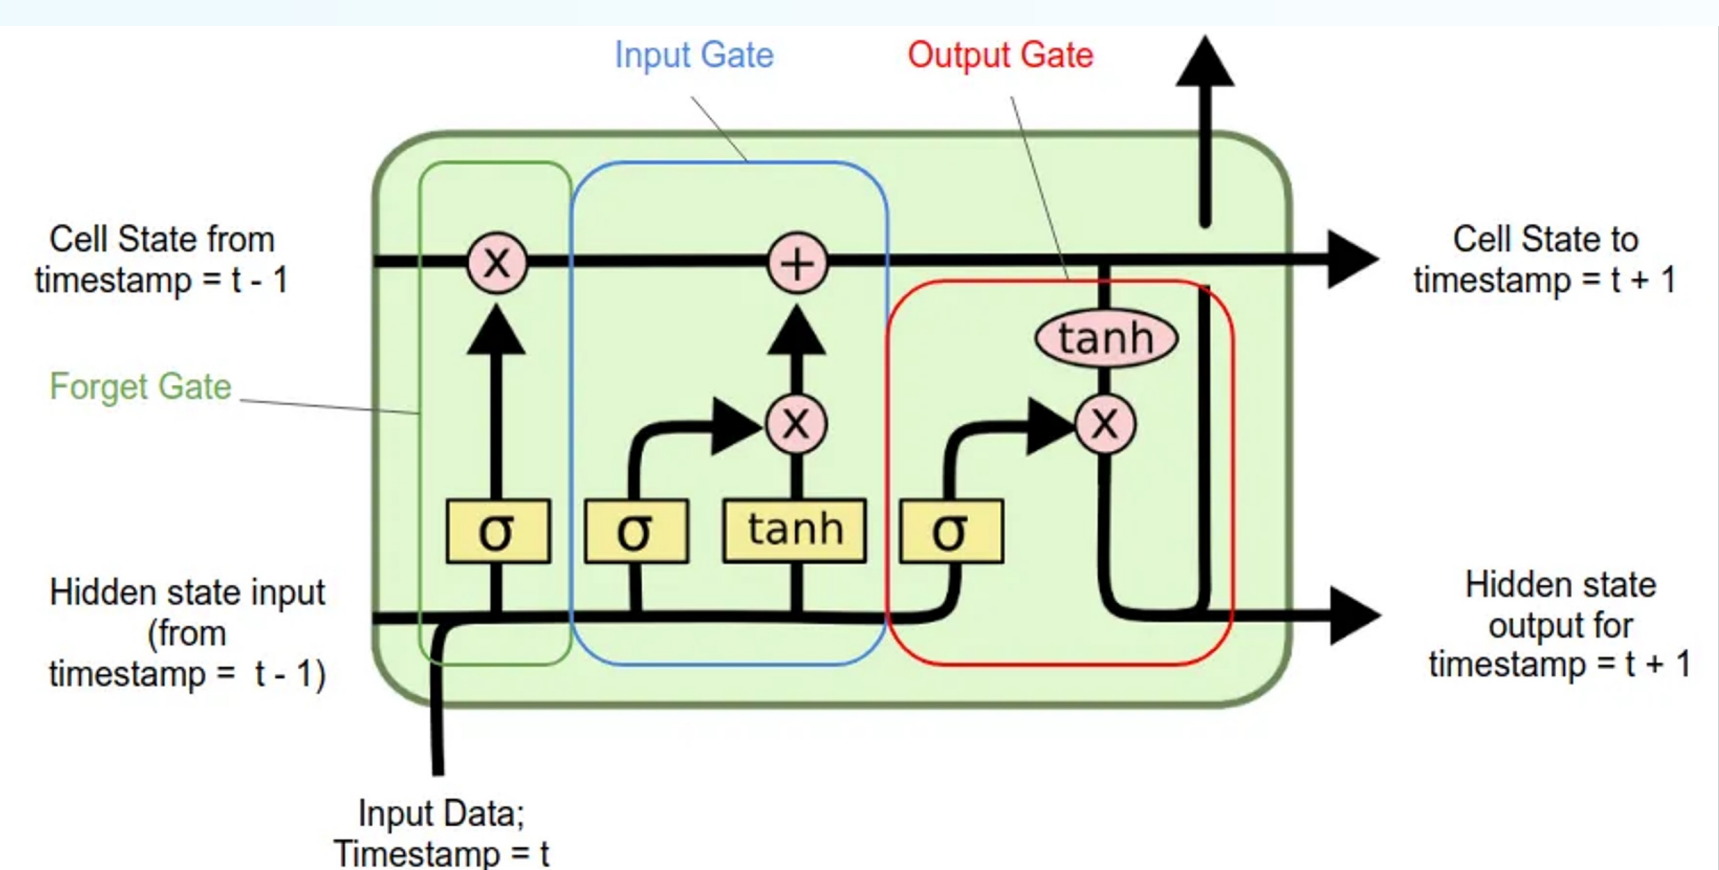 Input Gate
Output Gate
Cell State from
timestamp = t - 1
x
+
Cell State to
timestamp = t + 1
tanh
Forget Gate
x
x
σ
σ
tanh
σ
Hidden state input
(from
timestamp =  t - 1)
Hidden state
output for
timestamp = t + 1
Input Data;
Timestamp = t